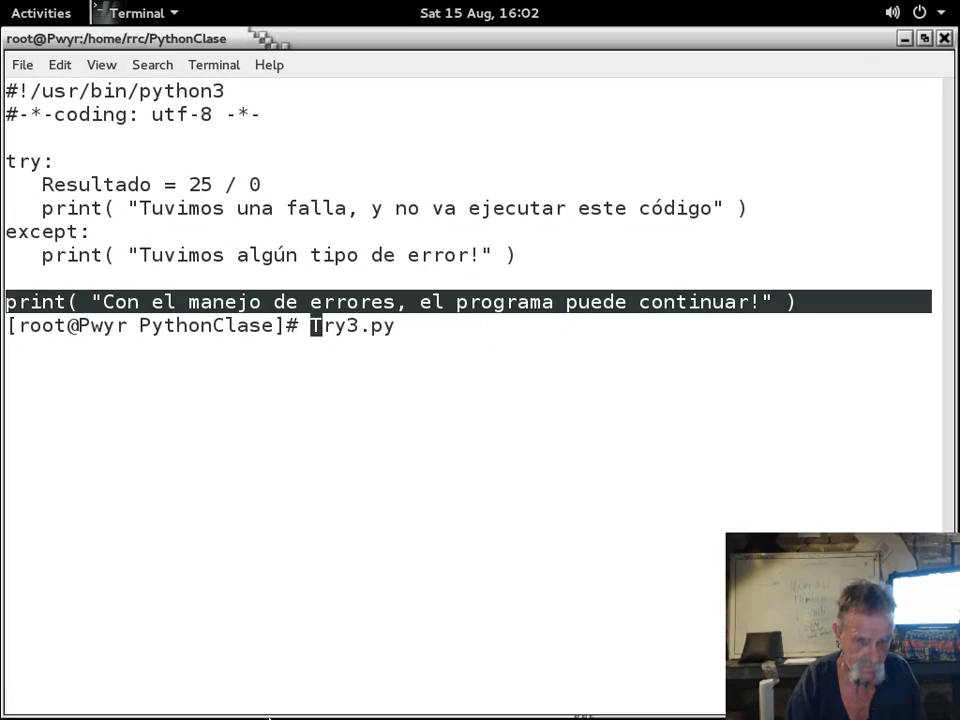 Activities Terminal Sat 15 Aug, 16:02
root@Pwyr:/home/rrc/PythonClase
File Edit View Search Terminal Help
#!/usr/bin/python3
#-*-coding: utf-8 -*-
try:
Resultado = 25 / 0
print( "Tuvimos una falla, y no va ejecutar este código" )
except:
print( "Tuvimos algún tipo de error!" )
print( "Con el manejo de errores, el programa puede continuar!" )
[root@Pwyr PythonClase]# Try3.py